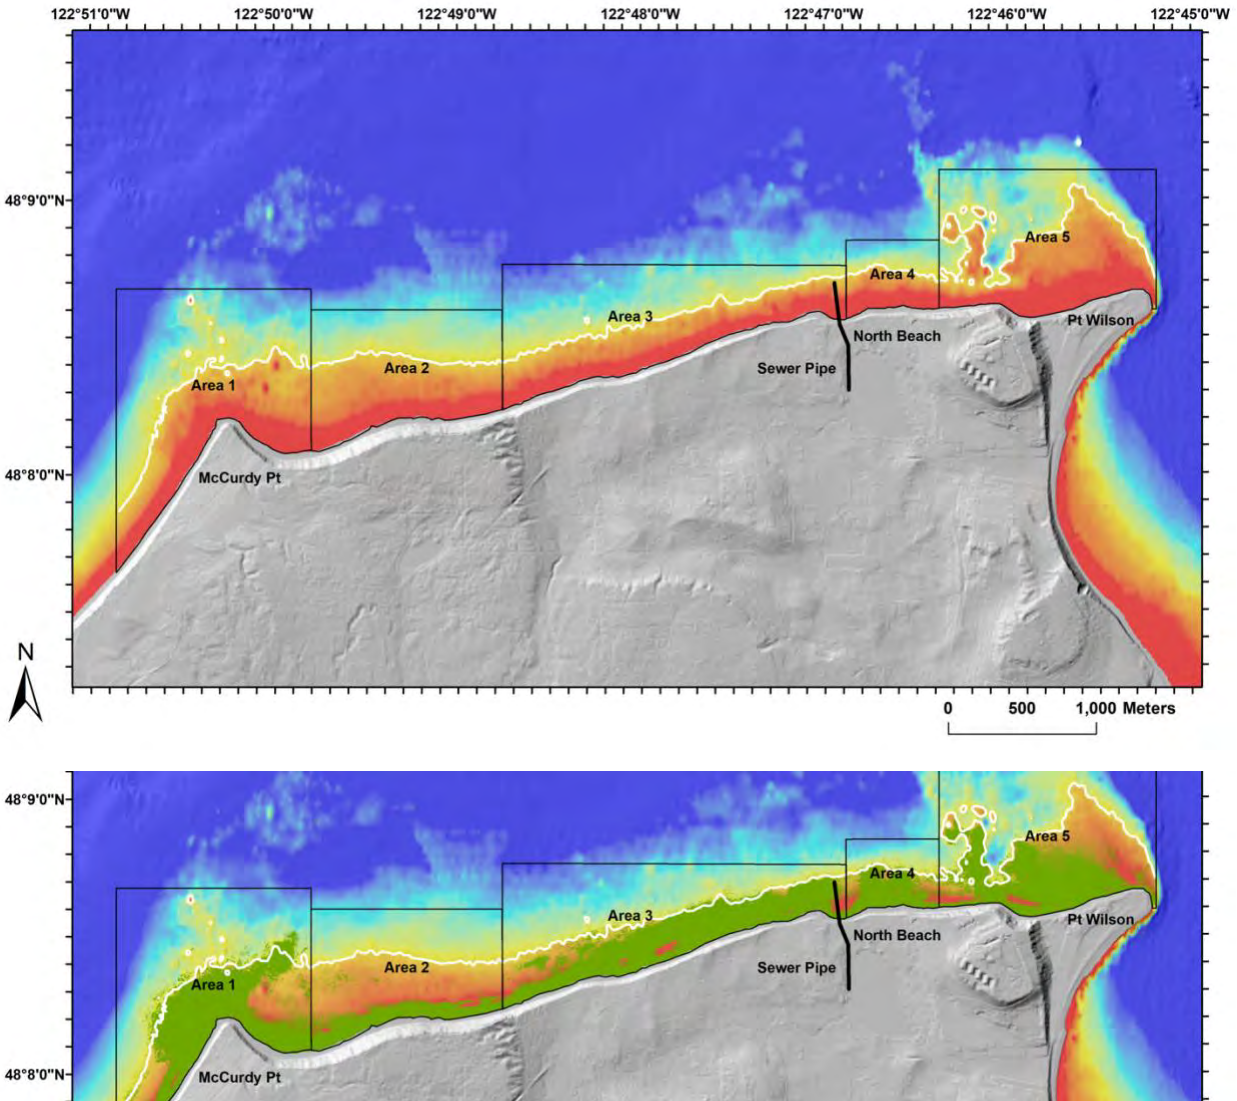 122°51'0"W 122°50'0"W 122°49'0"W 122°48'0"W 122°47'0"W 122°46'0"W 122°45'0"W
48°9'0"N
Area 5
Area 4
Area 3
Pt Wilson
North Beach
Area 2
Sewer Pipe
Area 1
48°8'0"N
McCurdy Pt
N
0 500 1,000 Meters
48°9'0"N
Area 5
Area 4
Area 3
Pt Wilson
North Beach
Area 2
Sewer Pipe
Area 1
48°8'0"N
McCurdy Pt